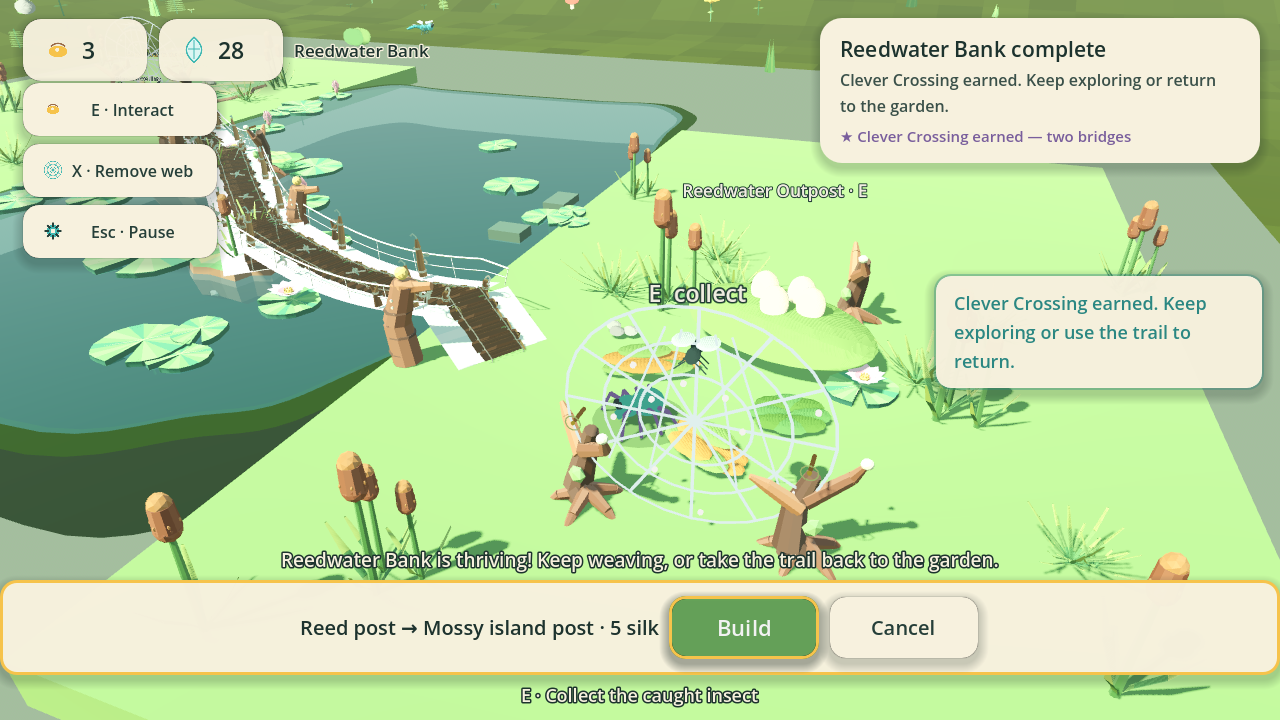 3
28
Reedwater Bank
E · Interact
X · Remove web
Esc · Pause
Reedwater Bank complete
Clever Crossing earned. Keep exploring or return
to the garden.
★ Clever Crossing earned — two bridges
Reedwater Outpost · E
E collect
Clever Crossing earned. Keep
exploring or use the trail to
return.
Reedwater Bank is thriving! Keep weaving, or take the trail back to the garden.
Reed post → Mossy island post · 5 silk
Build
Cancel
E · Collect the caught insect